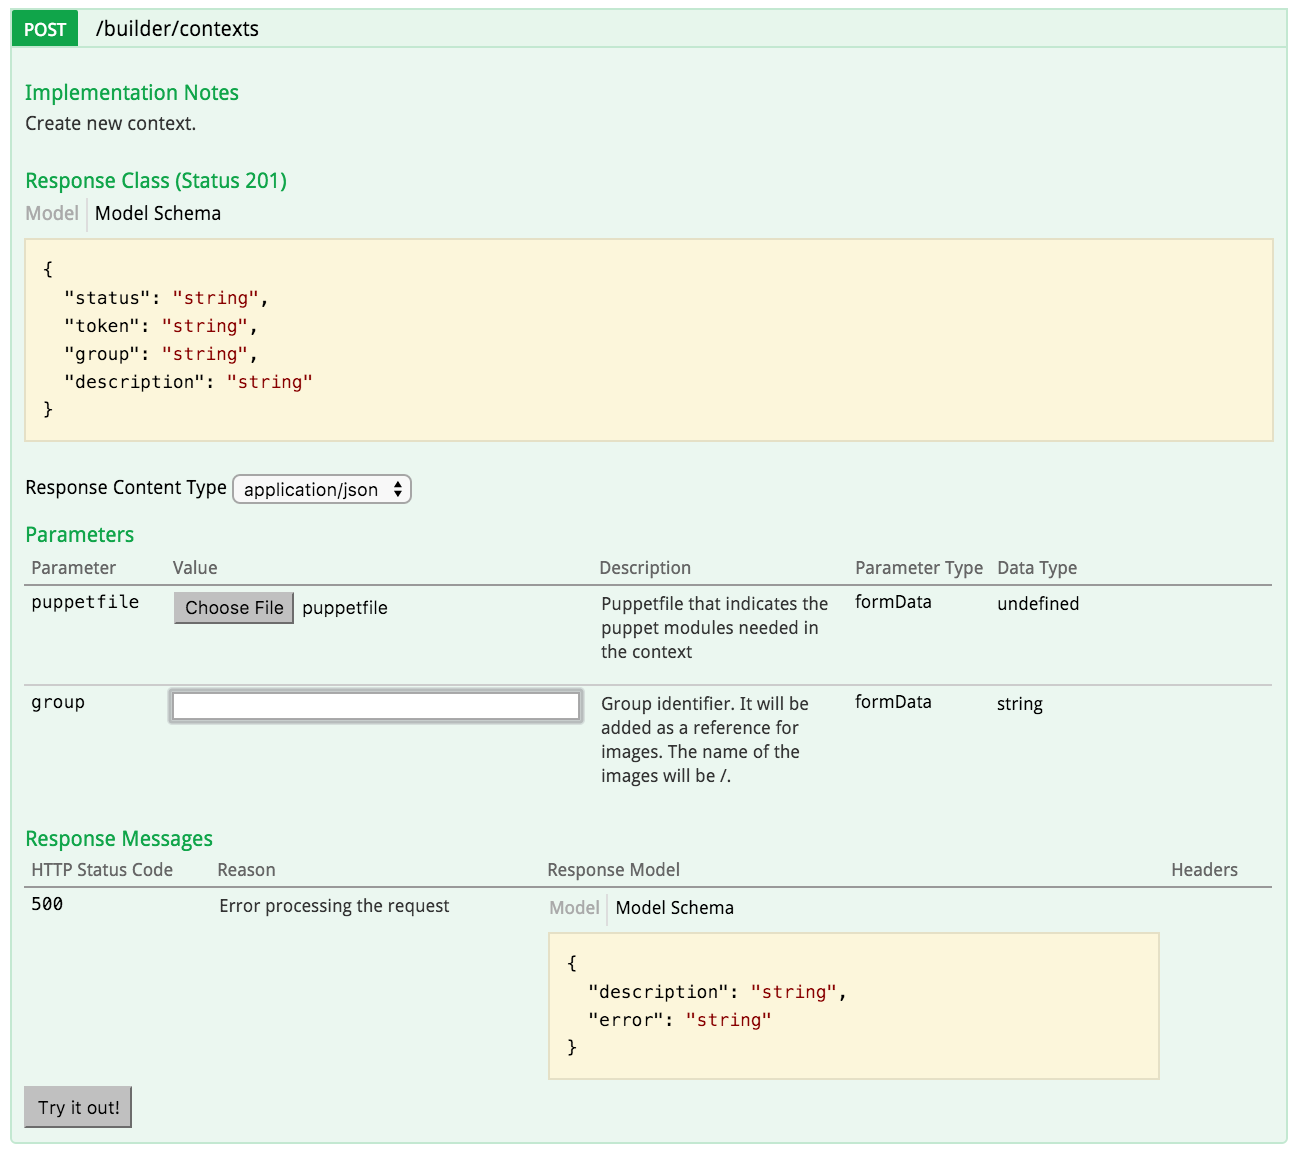 POST /builder/contexts
Implementation Notes
Create new context.
Response Class (Status 201)
Model Model Schema
{
"status": "string",
"token": "string",
"group": "string",
"description": "string"
}
Response Content Type application/json
Parameters
Parameter Value Description Parameter Type Data Type
puppetfile Choose File puppetfile Puppetfile that indicates the formData undefined
puppet modules needed in
the context
group Group identifier. It will be formData string
added as a reference for
images. The name of the
images will be /.
Response Messages
HTTP Status Code Reason Response Model Headers
500 Error processing the request Model Model Schema
{
"description": "string",
"error": "string"
}
Try it out!